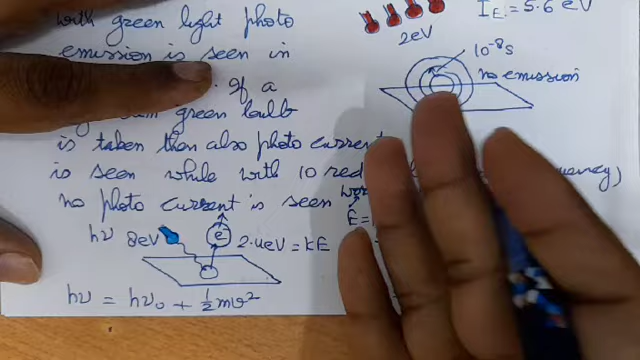 with green light photo
emission is seen in
. If a
green bulb
is taken then also photo current
is seen while with 10 red
no photo current is seen
I_E = 5.6 eV
2eV
10⁻⁸s
no emission
hν 8eV
e⁻
2.4eV = KE
hν = hν₀ + ½mv²